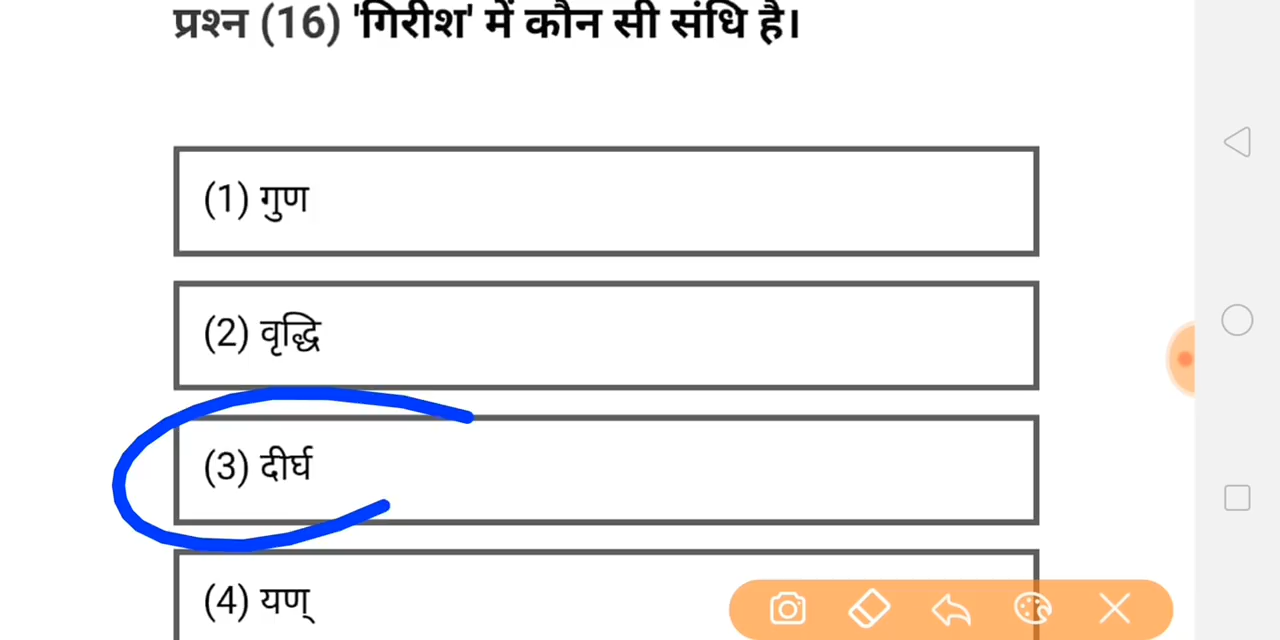 प्रश्न (16) 'गिरीश' में कौन सी संधि है।
(1) गुण
(2) वृद्धि
(3) दीर्घ
(4) यण्